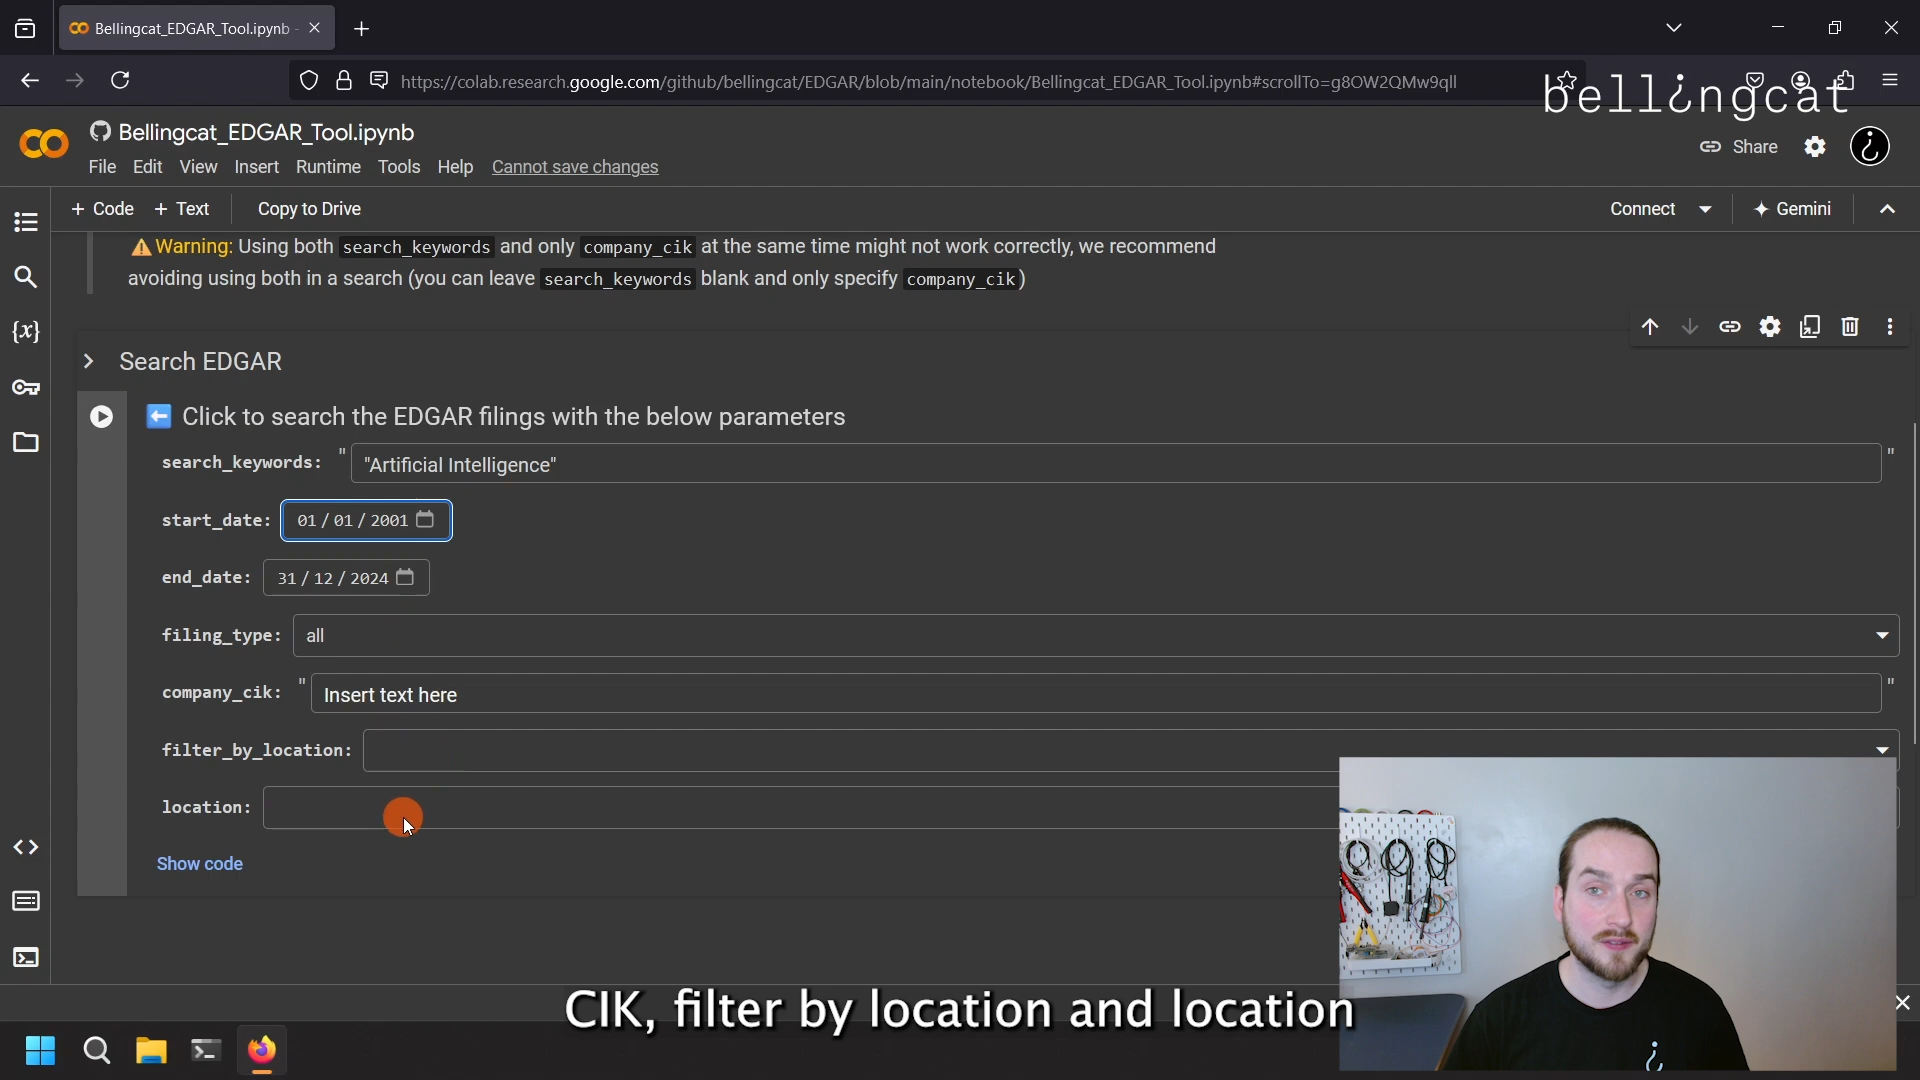 Bellingcat_EDGAR_Tool.ipynb -
https://colab.research.google.com/github/bellingcat/EDGAR/blob/main/notebook/Bellingcat_EDGAR_Tool.ipynb#scrollTo=g8OW2QMw9qll
bell¿ngcat
Bellingcat_EDGAR_Tool.ipynb
File Edit View Insert Runtime Tools Help Cannot save changes
Share
+ Code + Text Copy to Drive
Connect Gemini
Warning: Using both search_keywords and only company_cik at the same time might not work correctly, we recommend
avoiding using both in a search (you can leave search_keywords blank and only specify company_cik)
Search EDGAR
Click to search the EDGAR filings with the below parameters
search_keywords: " "Artificial Intelligence" "
start_date: 01 / 01 / 2001
end_date: 31 / 12 / 2024
filing_type: all
company_cik: " Insert text here "
filter_by_location:
location:
Show code
CIK, filter by location and location